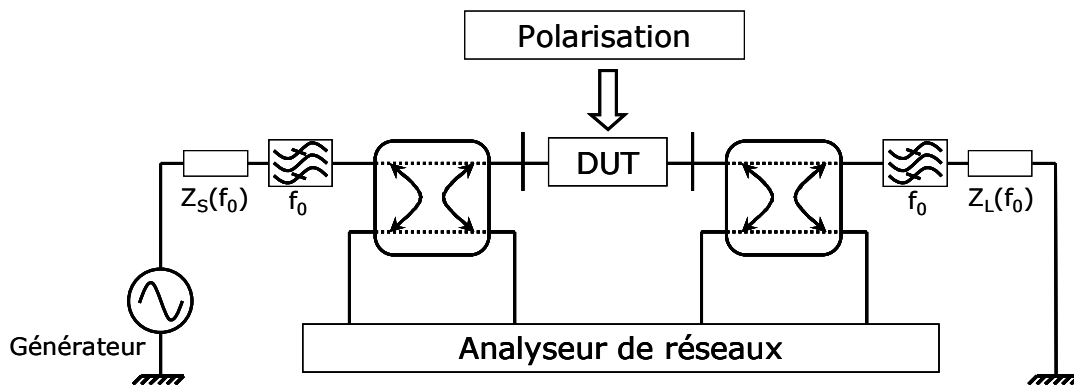 Polarisation
DUT
Z_S(f_0)
f_0
f_0
Z_L(f_0)
Générateur
Analyseur de réseaux